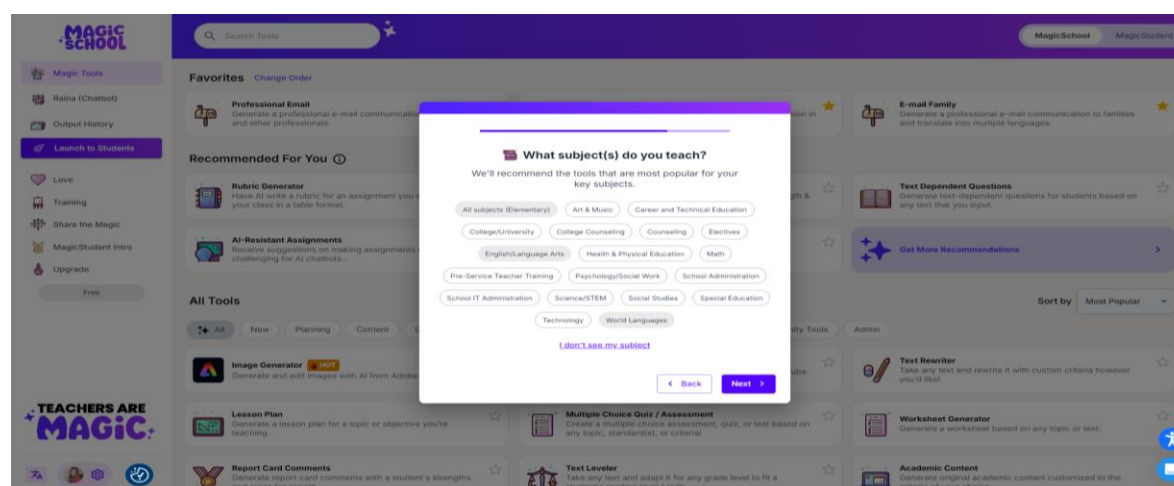 MAGIC
SCHOOL
Search Tools
MagicSchool
MagicStudent
Magic Tools
Raina (Chatbot)
Output History
Launch to Students
Love
Training
Share the Magic
MagicStudent Intro
Upgrade
Free
TEACHERS ARE
MAGIC
Favorites Change Order
Professional Email
Generate a professional e-mail communication
and other professionals.
E-mail Family
Generate a professional e-mail communication to families
and translate into multiple languages.
Recommended For You
Rubric Generator
Have AI write a rubric for an assignment you
your class in a table format.
Text Dependent Questions
Generate text-dependent questions for students based on
any text that you input.
AI-Resistant Assignments
Receive suggestions on making assignments
challenging for AI chatbots..
Get More Recommendations
What subject(s) do you teach?
We'll recommend the tools that are most popular for your
key subjects.
All subjects (Elementary) Art & Music Career and Technical Education
College/University College Counseling Counseling Electives
English/Language Arts Health & Physical Education Math
Pre-Service Teacher Training Psychology/Social Work School Administration
School IT Administration Science/STEM Social Studies Special Education
Technology World Languages
I don't see my subject
Back Next
All Tools
Sort by Most Popular
All New Planning Content
Tools Admin
Image Generator HOT
Generate and edit images with AI from Adobe
Text Rewriter
Take any text and rewrite it with custom criteria however
you'd like!
Lesson Plan
Generate a lesson plan for a topic or objective you're
teaching.
Multiple Choice Quiz / Assessment
Create a multiple choice assessment, quiz, or test based on
any topic, standard(s), or criteria!
Worksheet Generator
Generate a worksheet based on any topic or text.
Report Card Comments
Generate report card comments with a student's strengths
Text Leveler
Take any text and adapt it for any grade level to fit a
Academic Content
Generate original academic content customized to the